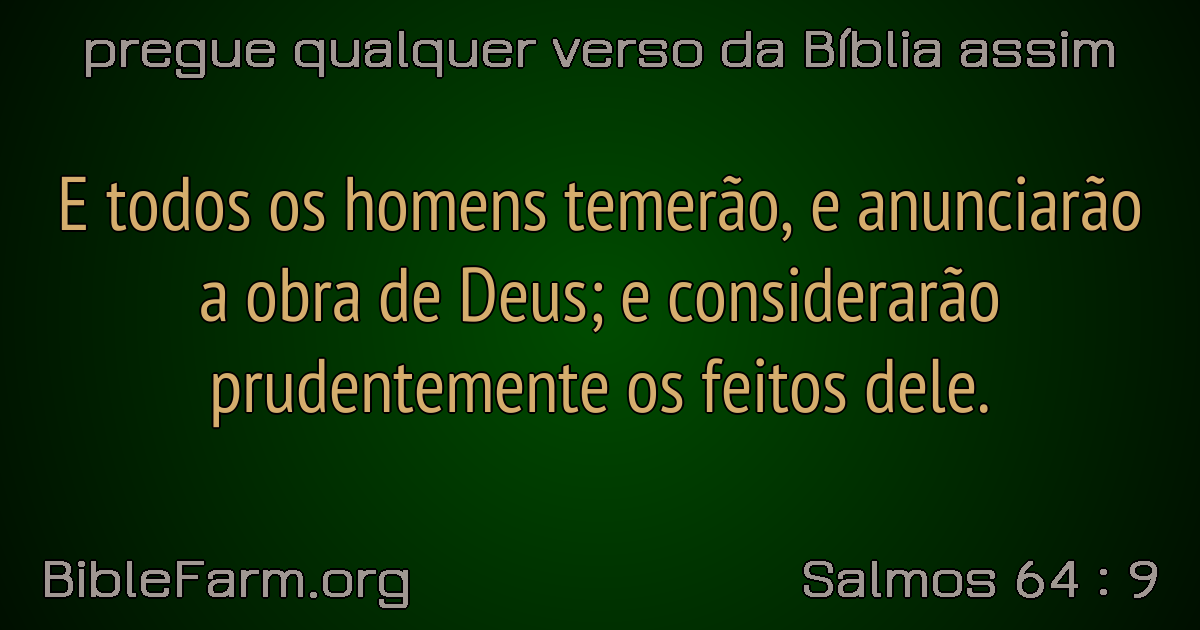 pregue qualquer verso da Bíblia assim
E todos os homens temerão, e anunciarão
a obra de Deus; e considerarão
prudentemente os feitos dele.
BibleFarm.org
Salmos 64 : 9